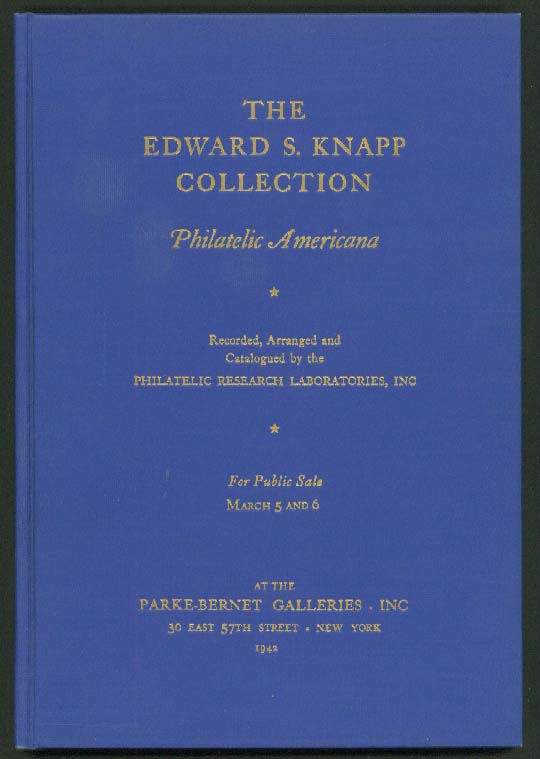 THE
EDWARD S. KNAPP
COLLECTION
Philatelic Americana
Recorded, Arranged and
Catalogued by the
PHILATELIC RESEARCH LABORATORIES, INC
For Public Sale
MARCH 5 AND 6
AT THE
PARKE-BERNET GALLERIES · INC
30 EAST 57TH STREET · NEW YORK
1942